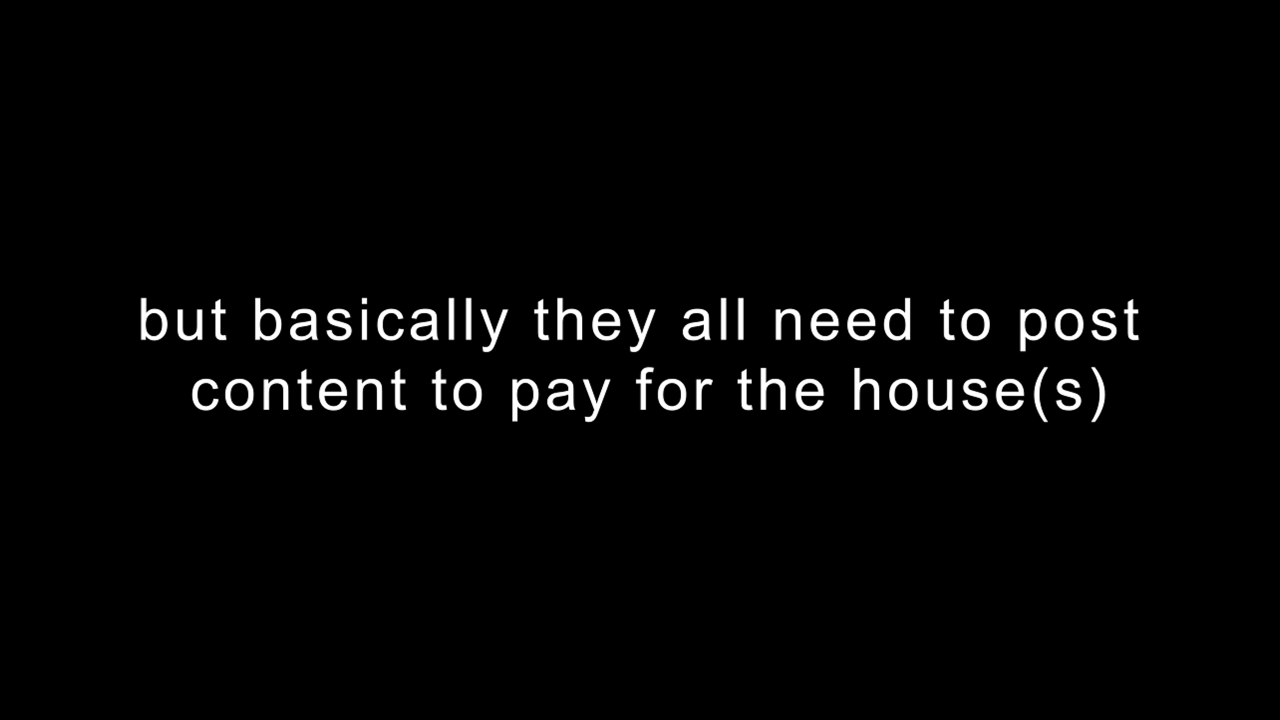 but basically they all need to post
content to pay for the house(s)